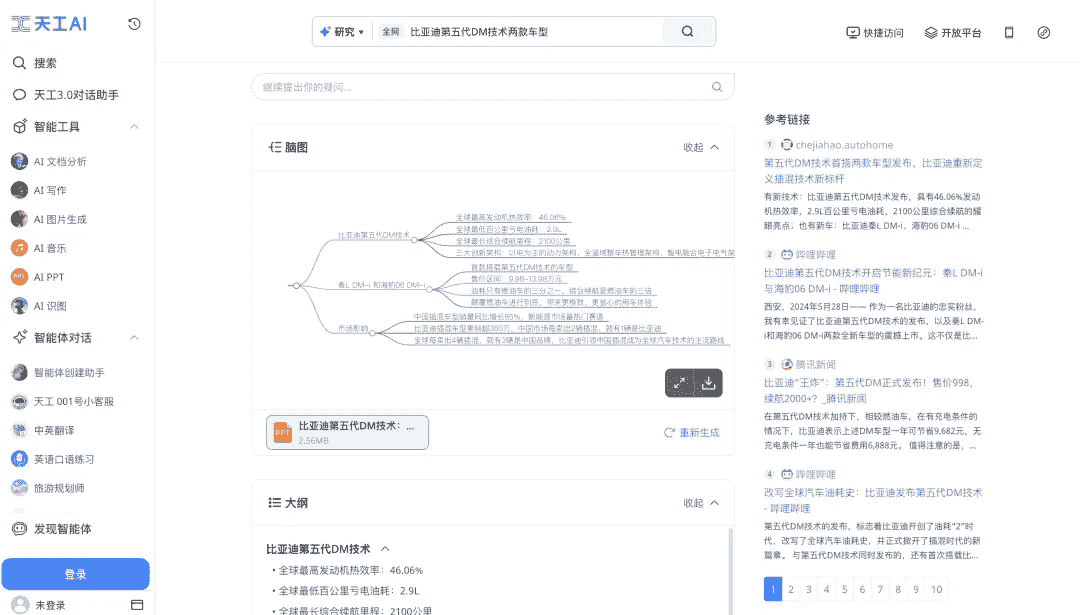 天工AI
研究
全网
比亚迪第五代DM技术两款车型
快捷访问
开放平台
搜索
天工3.0对话助手
智能工具
AI 文档分析
AI 写作
AI 图片生成
AI 音乐
AI PPT
AI 识图
智能体对话
智能体创建助手
天工 001号小客服
中英翻译
英语口语练习
旅游规划师
发现智能体
登录
未登录
继续提出你的疑问...
脑图
收起
比亚迪第五代DM技术
全球最高发动机热效率：46.06%
全球最低百公里亏电油耗：2.9L
全球最长综合续航里程：2100公里
三大创新架构：以电为主的动力架构、全温域整车热管理架构、智电融合电子电气架
秦L DM-i 和海豹06 DM-i
首款搭载第五代DM技术的车型
售价区间：9.98-13.98万元
油耗只有燃油车的三分之一，综合续航是燃油车的三倍
颠覆燃油车进行到底，带来更极致、更省心的用车体验
市场影响
中国插混车型销量同比增长85%，新能源市场最热门赛道
比亚迪插混车型累销超360万，中国市场每卖出2辆插混，就有1辆是比亚迪
全球每卖出4辆插混，就有3辆是中国品牌，比亚迪引领中国插混成为全球汽车技术的主流路线
PPT
比亚迪第五代DM技术：...
2.56MB
重新生成
大纲
收起
比亚迪第五代DM技术
• 全球最高发动机热效率：46.06%
• 全球最低百公里亏电油耗：2.9L
• 全球最长综合续航里程：2100公里
参考链接
1 chejiahao.autohome
第五代DM技术首搭两款车型发布，比亚迪重新定
义插混技术新标杆
有新技术：比亚迪第五代DM技术发布，具有46.06%发动
机热效率，2.9L百公里亏电油耗，2100公里综合续航的耀
眼亮点；也有新车：比亚迪秦L DM-i、海豹06 DM-i ...
2 哔哩哔哩
比亚迪第五代DM技术开启节能新纪元：秦L DM-i
与海豹06 DM-i - 哔哩哔哩
西安，2024年5月28日—— 作为一名比亚迪的忠实粉丝，
我有幸见证了比亚迪第五代DM技术的发布，以及秦L DM-
i和海豹06 DM-i两款全新车型的震撼上市。这不仅是比...
3 腾讯新闻
比亚迪“王炸”：第五代DM正式发布！售价998，
续航2000+？_腾讯新闻
在第五代DM技术加持下，相较燃油车，在有充电条件的
情况下，比亚迪表示上述DM车型一年可节省9,682元，无
充电条件一年也能节省费用6,888元。 值得注意的是，...
4 哔哩哔哩
改写全球汽车油耗史：比亚迪发布第五代DM技术
- 哔哩哔哩
第五代DM技术的发布，标志着比亚迪开创了油耗“2”时
代，改写了全球汽车油耗史，并正式掀开了插混时代的新
篇章。 与第五代DM技术同时发布的，还有首次搭载比...
1 2 3 4 5 6 7 8 9 10